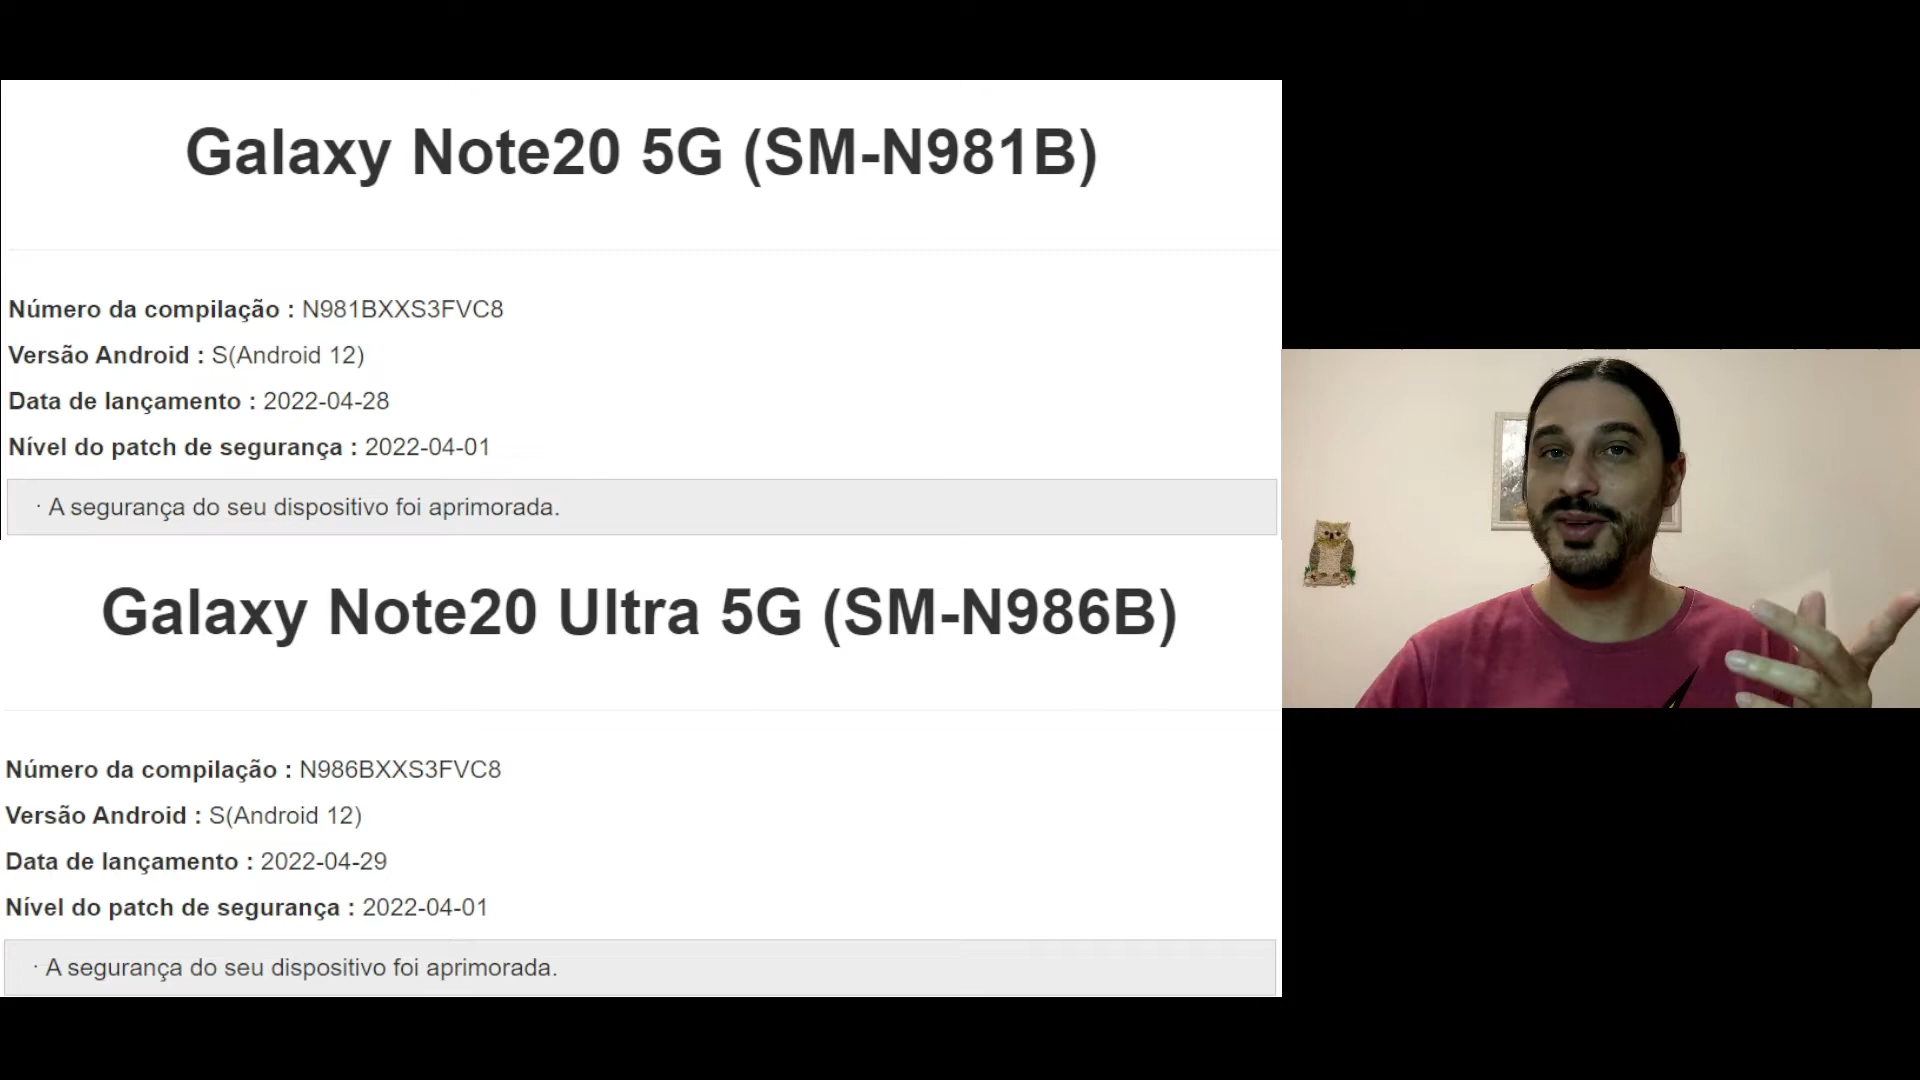 Galaxy Note20 5G (SM-N981B)
Número da compilação : N981BXXS3FVC8
Versão Android : S(Android 12)
Data de lançamento : 2022-04-28
Nível do patch de segurança : 2022-04-01
· A segurança do seu dispositivo foi aprimorada.
Galaxy Note20 Ultra 5G (SM-N986B)
Número da compilação : N986BXXS3FVC8
Versão Android : S(Android 12)
Data de lançamento : 2022-04-29
Nível do patch de segurança : 2022-04-01
· A segurança do seu dispositivo foi aprimorada.